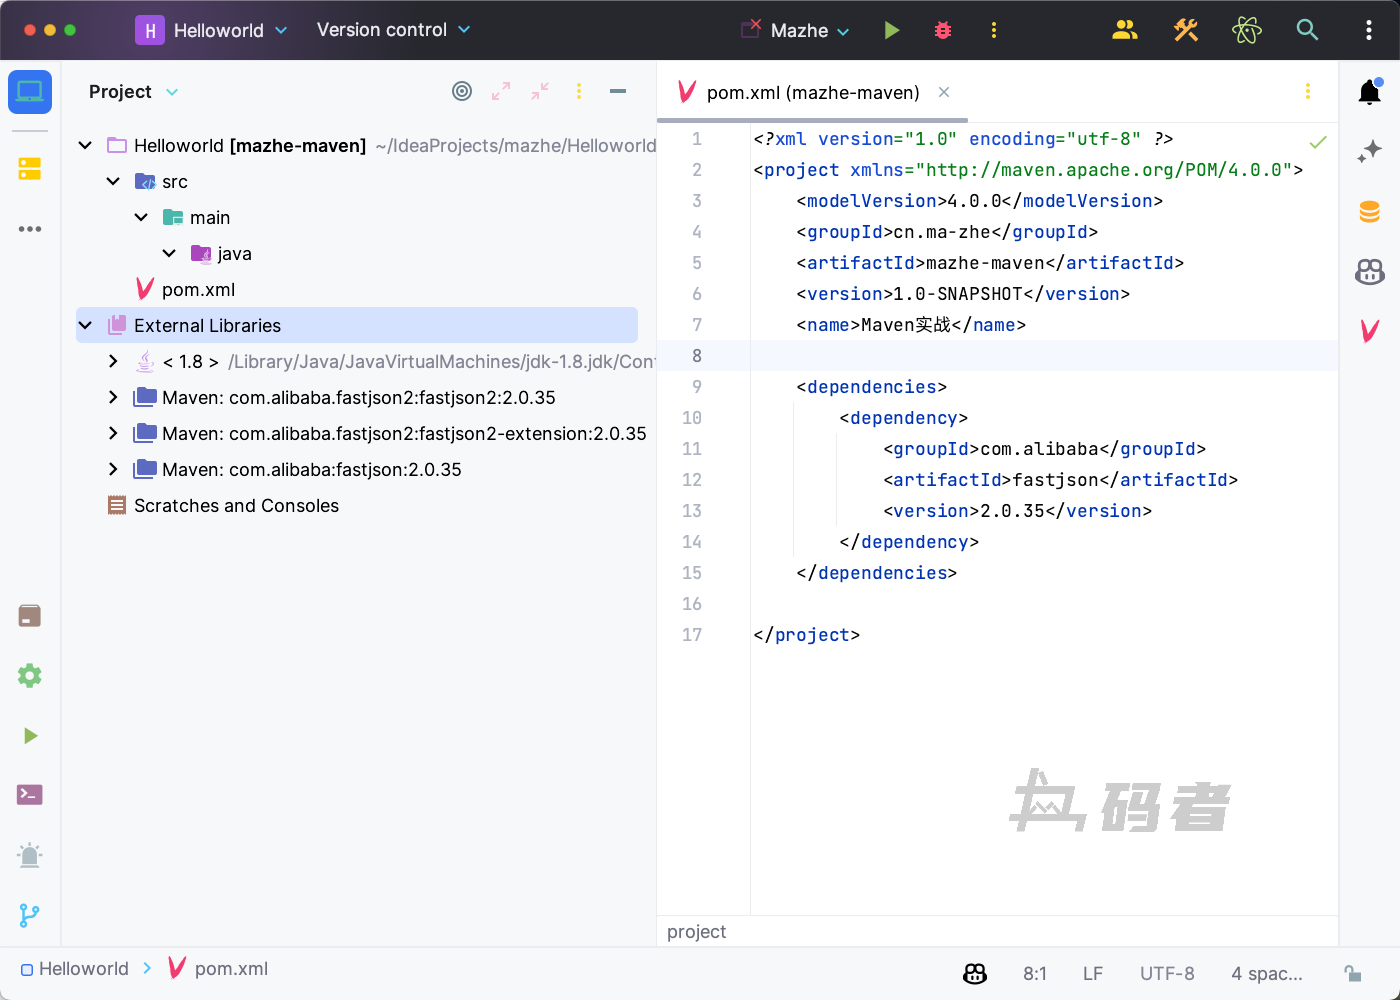 H Helloworld Version control Mazhe
Project
pom.xml (mazhe-maven)
Helloworld [mazhe-maven] ~/IdeaProjects/mazhe/Helloworld
src
main
java
pom.xml
External Libraries
< 1.8 > /Library/Java/JavaVirtualMachines/jdk-1.8.jdk/Con
Maven: com.alibaba.fastjson2:fastjson2:2.0.35
Maven: com.alibaba.fastjson2:fastjson2-extension:2.0.35
Maven: com.alibaba:fastjson:2.0.35
Scratches and Consoles
1 <?xml version="1.0" encoding="utf-8" ?>
2 <project xmlns="http://maven.apache.org/POM/4.0.0">
3 <modelVersion>4.0.0</modelVersion>
4 <groupId>cn.ma-zhe</groupId>
5 <artifactId>mazhe-maven</artifactId>
6 <version>1.0-SNAPSHOT</version>
7 <name>Maven实战</name>
8
9 <dependencies>
10 <dependency>
11 <groupId>com.alibaba</groupId>
12 <artifactId>fastjson</artifactId>
13 <version>2.0.35</version>
14 </dependency>
15 </dependencies>
16
17 </project>
码者
project
Helloworld pom.xml 8:1 LF UTF-8 4 spac...